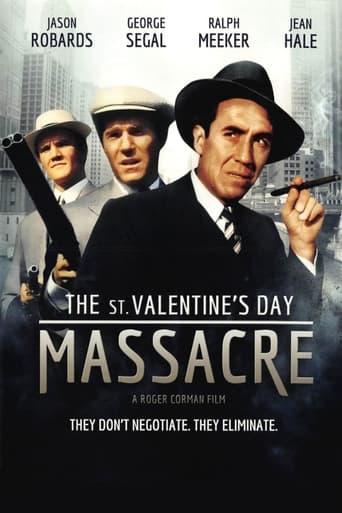 JASON ROBARDS
GEORGE SEGAL
RALPH MEEKER
JEAN HALE
THE ST. VALENTINE'S DAY
MASSACRE
A ROGER CORMAN FILM
THEY DON'T NEGOTIATE. THEY ELIMINATE.